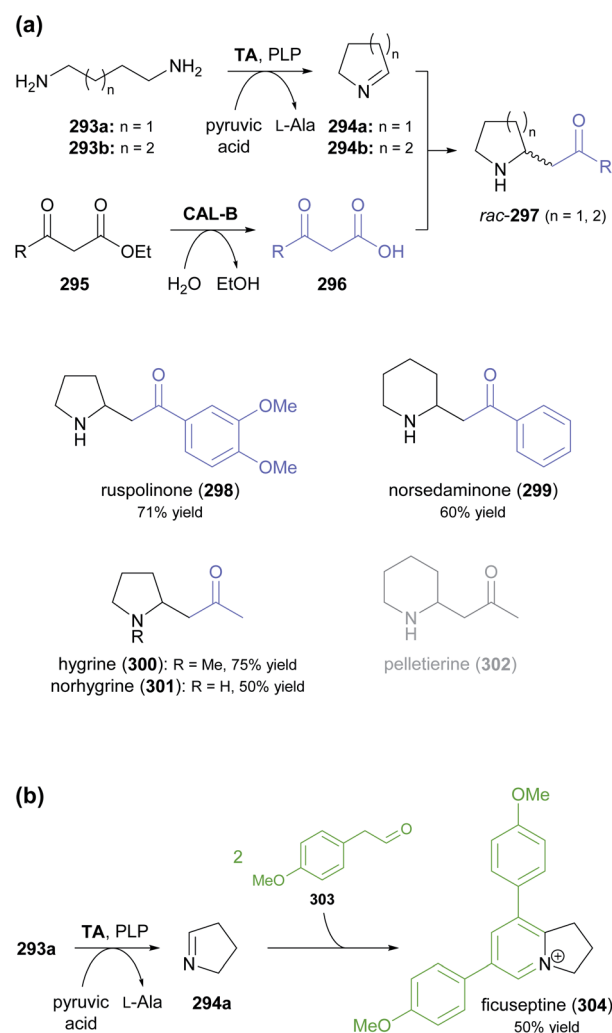 (a)
H₂N
NH₂
n
TA, PLP
n
N
293a: n = 1
293b: n = 2
pyruvic
acid
L-Ala
294a: n = 1
294b: n = 2
n
O
N
H
R
rac-297 (n = 1, 2)
O
O
R
OEt
295
CAL-B
H₂O
EtOH
O
O
R
OH
296
N
H
O
OMe
OMe
ruspolinone (298)
71% yield
N
H
O
norsedaminone (299)
60% yield
N
R
O
hygrine (300): R = Me, 75% yield
norhygrine (301): R = H, 50% yield
N
H
O
pelletierine (302)
(b)
293a
TA, PLP
pyruvic
acid
L-Ala
N
294a
2
O
MeO
303
OMe
N
⊕
MeO
ficuseptine (304)
50% yield